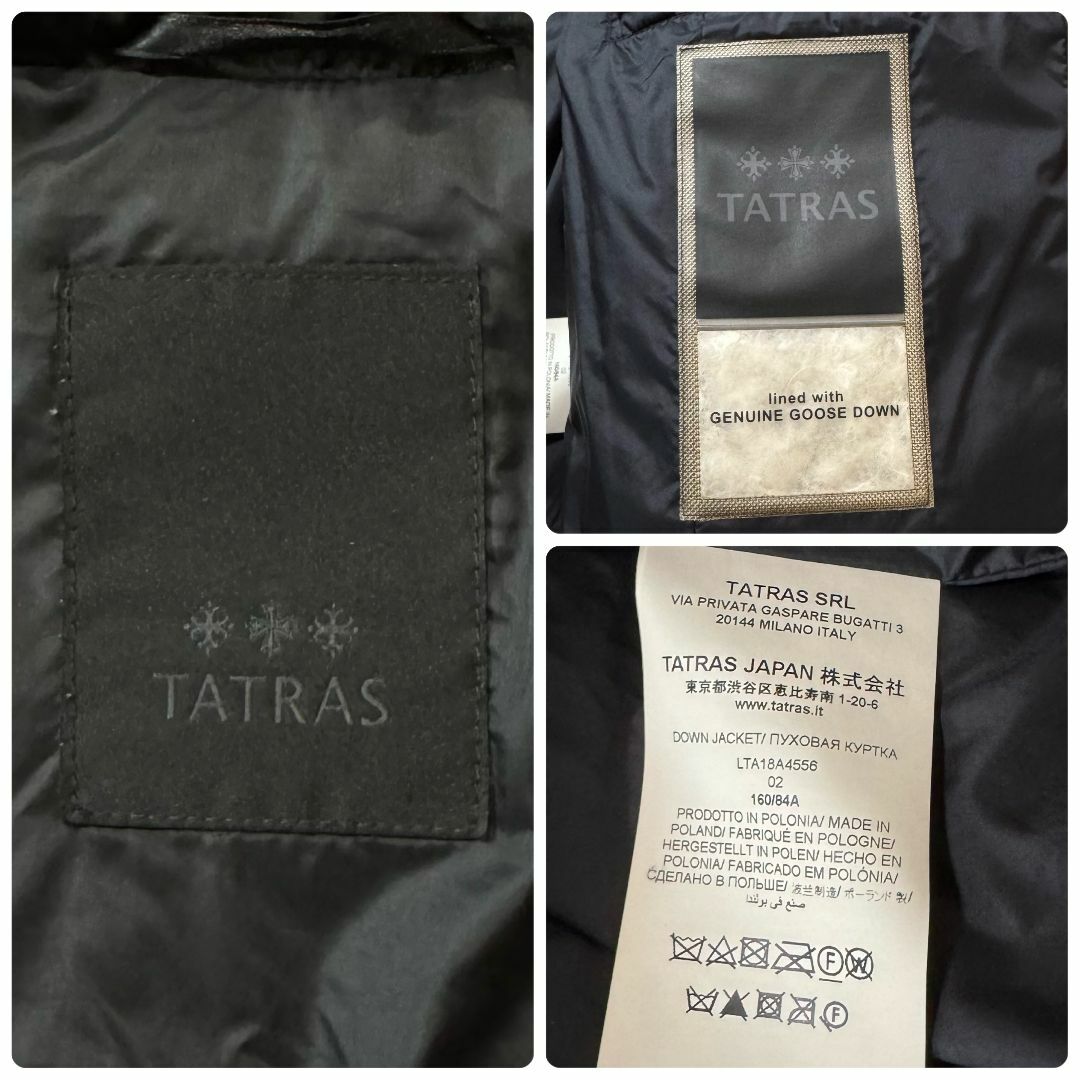 TATRAS
TATRAS
lined with
GENUINE GOOSE DOWN
TATRAS SRL
VIA PRIVATA GASPARE BUGATTI 3
20144 MILANO ITALY
TATRAS JAPAN 株式会社
東京都渋谷区恵比寿南 1-20-6
www.tatras.it
DOWN JACKET/ ПУХОВАЯ КУРТКА
LTA18A4556
02
160/84A
PRODOTTO IN POLONIA/ MADE IN
POLAND/ FABRIQUÉ EN POLOGNE/
HERGESTELLT IN POLEN/ HECHO EN
POLONIA/ FABRICADO EM POLÓNIA/
СДЕЛАНО В ПОЛЬШЕ/ 波兰制造/ ポーランド製/
صنع في بولندا
F W
F